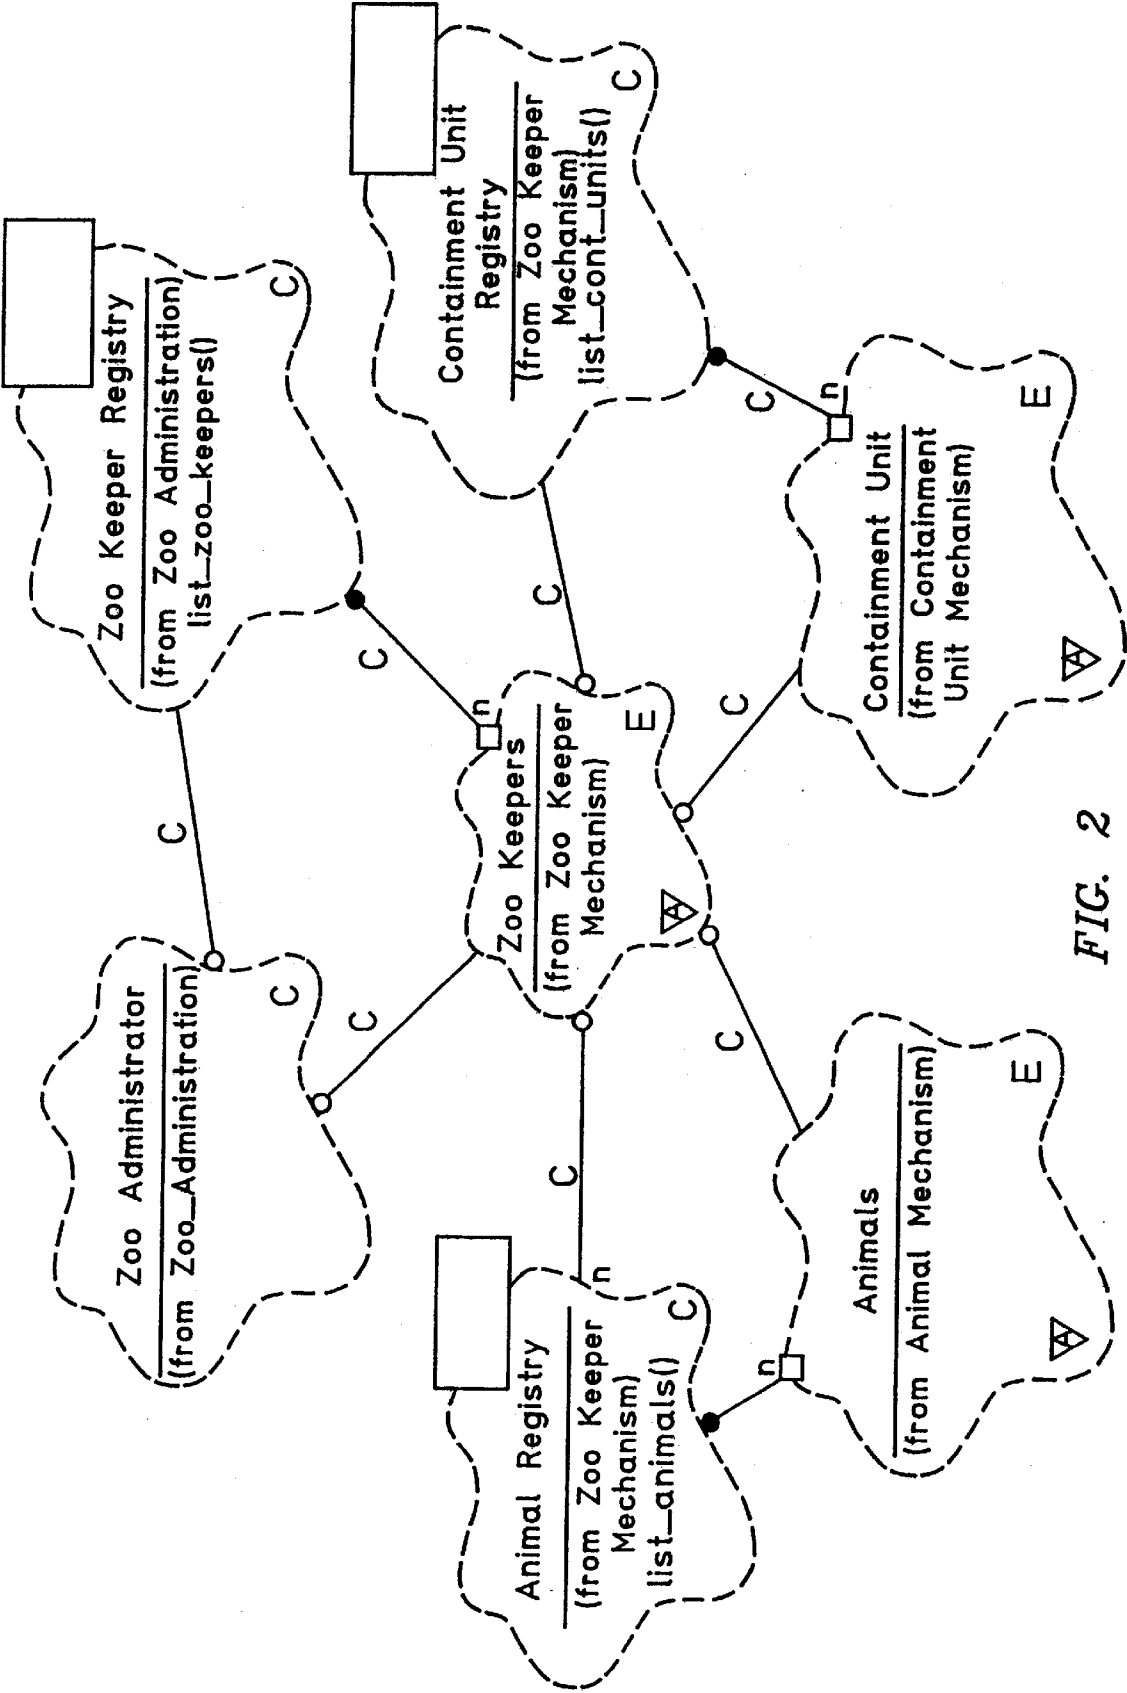 Zoo Administrator
(from Zoo_Administration)
C
C
Zoo Keeper Registry
(from Zoo Administration)
list_zoo_keepers()
C
C
C
n
Animal Registry
(from Zoo Keeper
Mechanism)
list_animals()
C
n
C
Zoo Keepers
(from Zoo Keeper
Mechanism)
E
A
C
Containment Unit
Registry
(from Zoo Keeper
Mechanism)
list_cont_units()
C
n
C
C
C
n
Animals
(from Animal Mechanism)
E
A
Containment Unit
(from Containment
Unit Mechanism)
E
A
FIG. 2